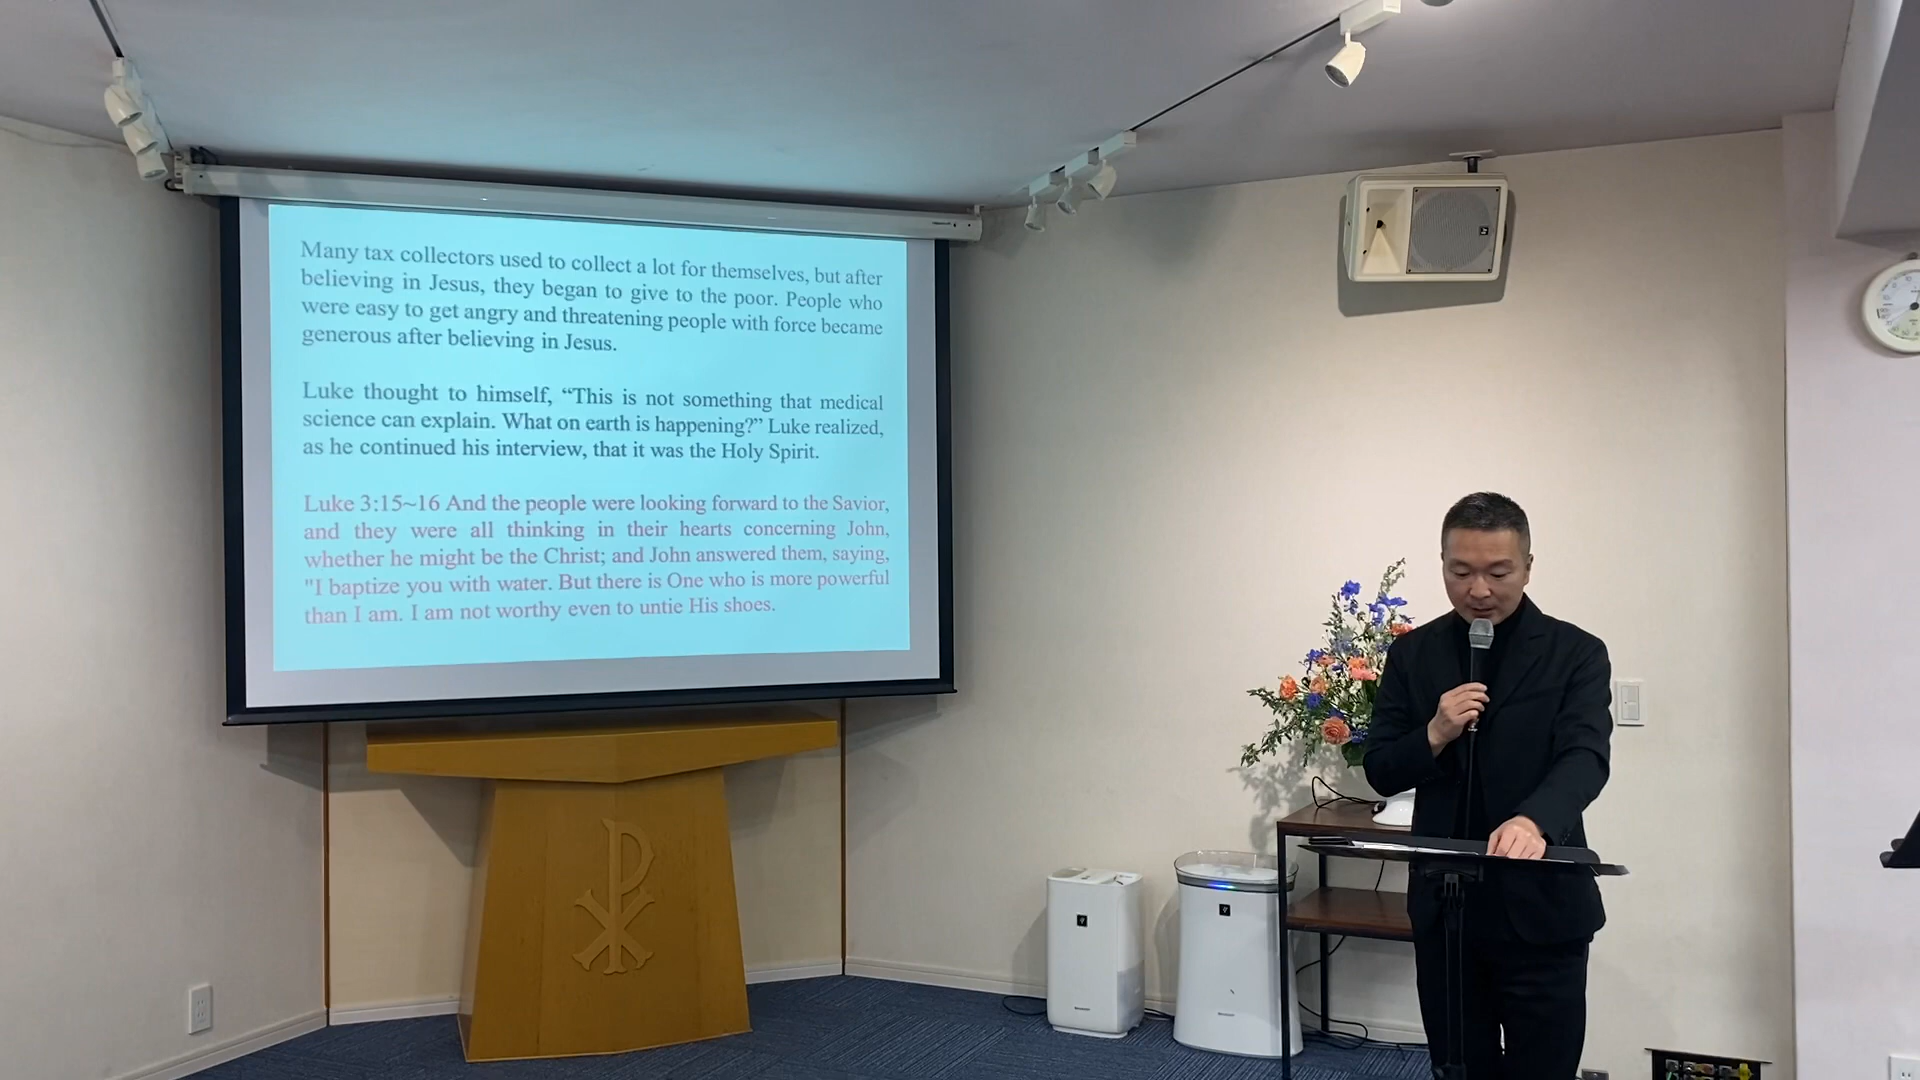 Many tax collectors used to collect a lot for themselves, but after
believing in Jesus, they began to give to the poor. People who
were easy to get angry and threatening people with force became
generous after believing in Jesus.
Luke thought to himself, “This is not something that medical
science can explain. What on earth is happening?” Luke realized,
as he continued his interview, that it was the Holy Spirit.
Luke 3:15~16 And the people were looking forward to the Savior,
and they were all thinking in their hearts concerning John,
whether he might be the Christ; and John answered them, saying,
"I baptize you with water. But there is One who is more powerful
than I am. I am not worthy even to untie His shoes.